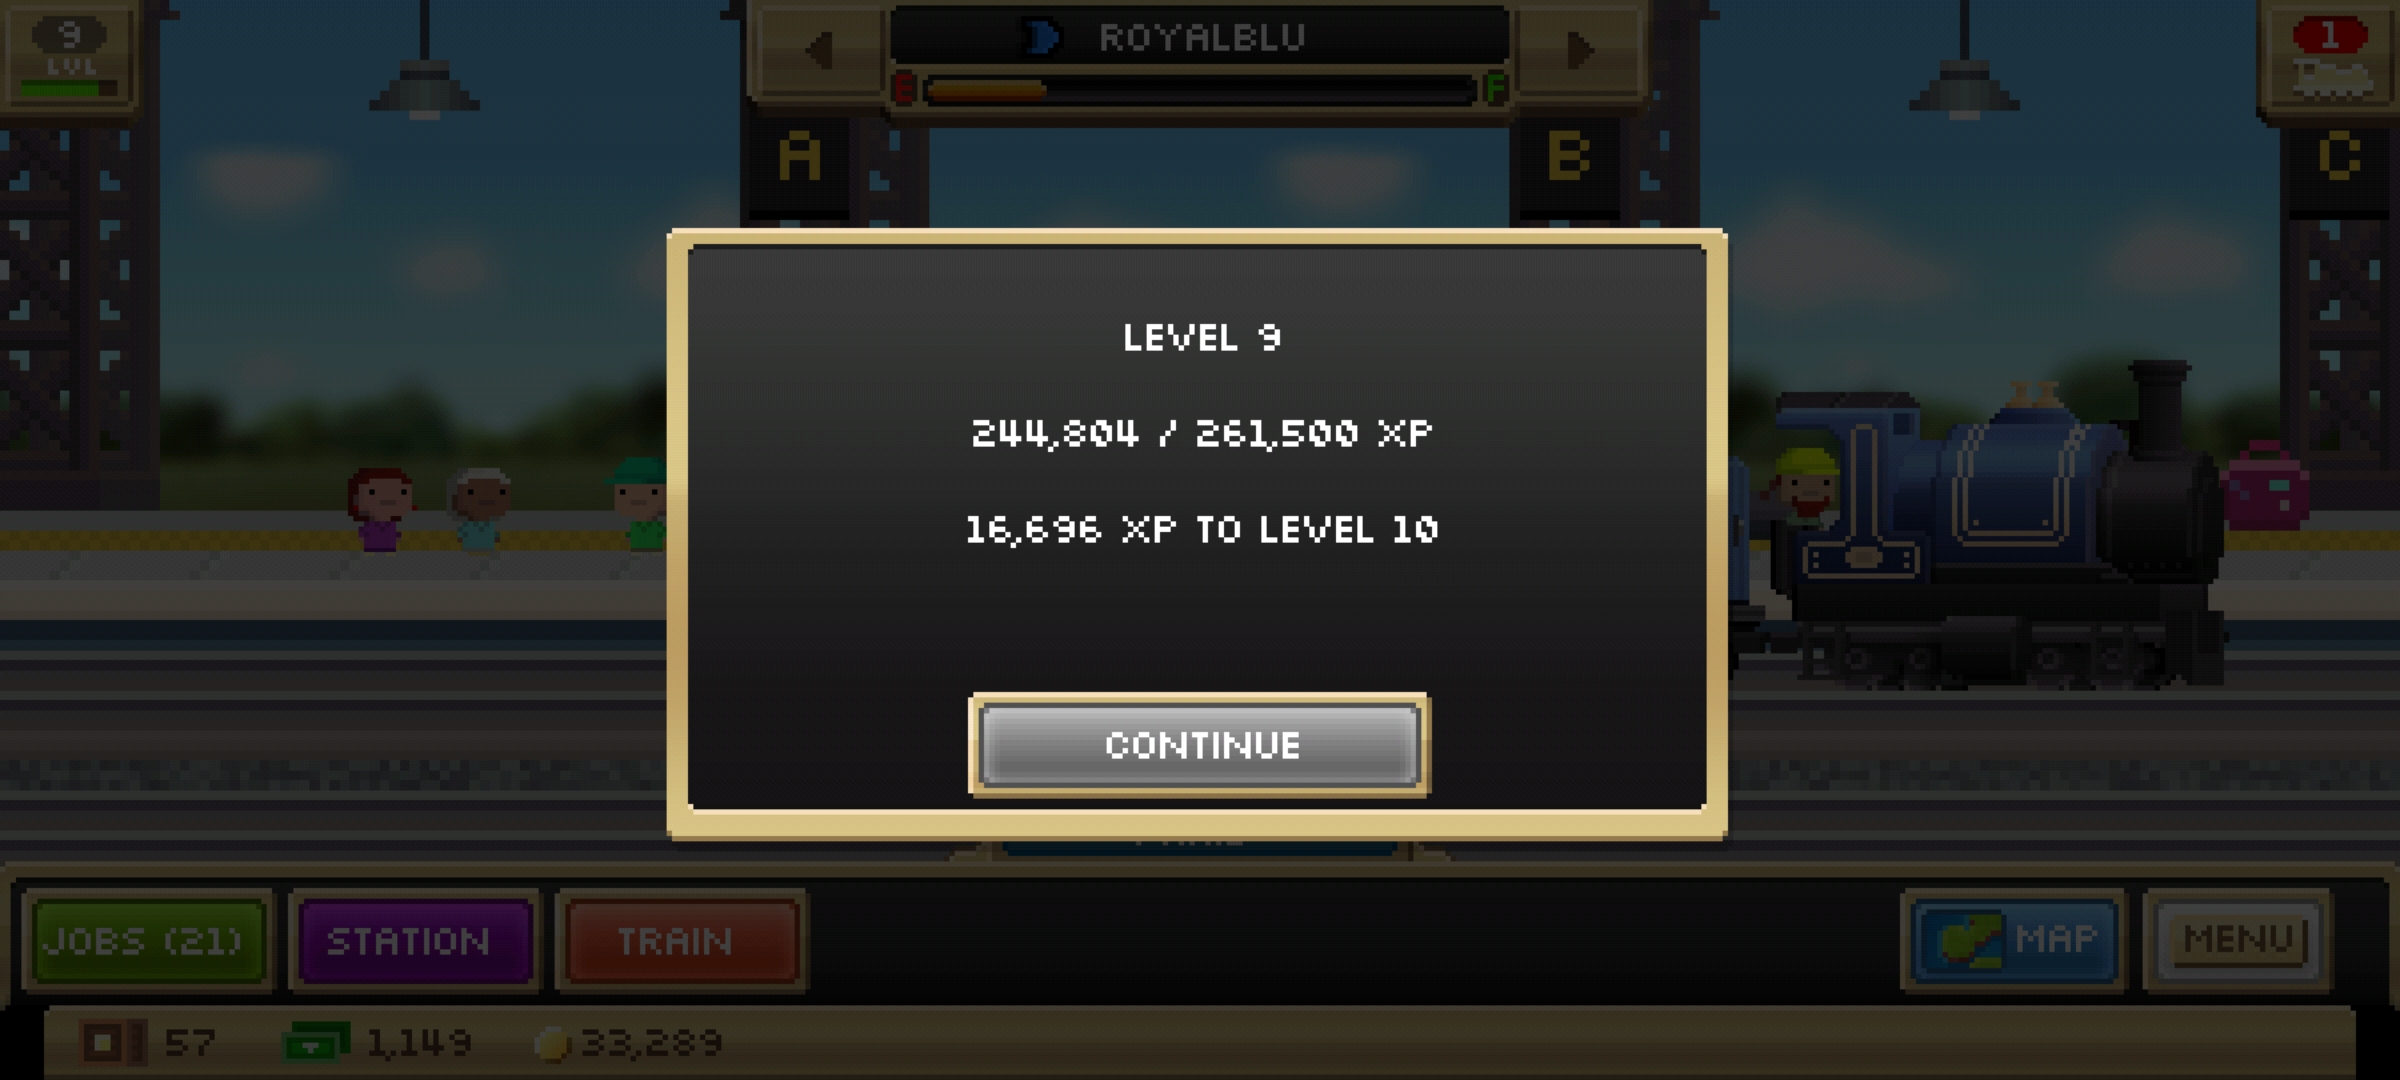 9
LVL
ROYALBLU
E
F
1
A
B
C
LEVEL 9
244,804 / 261,500 XP
16,696 XP TO LEVEL 10
CONTINUE
JOBS (21)
STATION
TRAIN
MAP
MENU
57
1,149
33,289